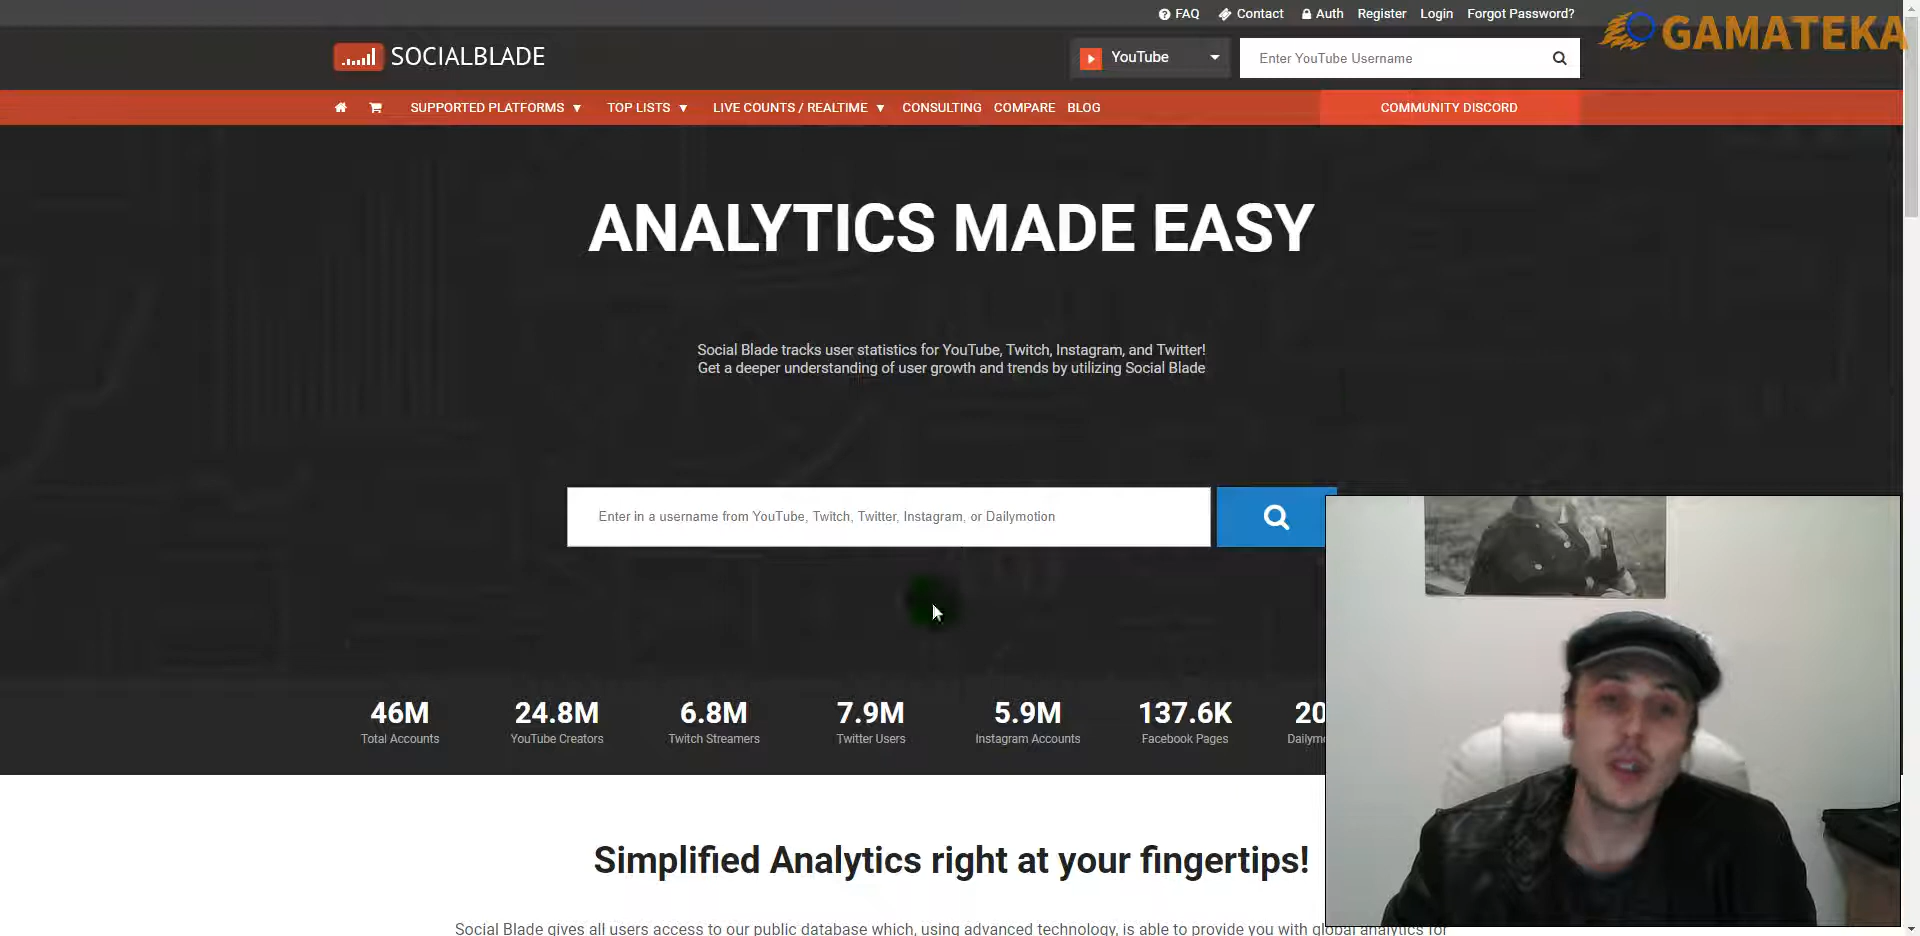 FAQ Contact Auth Register Login Forgot Password?
GAMATEKA
SOCIALBLADE
YouTube
Enter YouTube Username
SUPPORTED PLATFORMS ▼ TOP LISTS ▼ LIVE COUNTS / REALTIME ▼ CONSULTING COMPARE BLOG
COMMUNITY DISCORD
ANALYTICS MADE EASY
Social Blade tracks user statistics for YouTube, Twitch, Instagram, and Twitter!
Get a deeper understanding of user growth and trends by utilizing Social Blade
Enter in a username from YouTube, Twitch, Twitter, Instagram, or Dailymotion
46M 24.8M 6.8M 7.9M 5.9M 137.6K 20
Total Accounts YouTube Creators Twitch Streamers Twitter Users Instagram Accounts Facebook Pages Dailym
Simplified Analytics right at your fingertips!
Social Blade gives all users access to our public database which, using advanced technology, is able to provide you with global analytics for